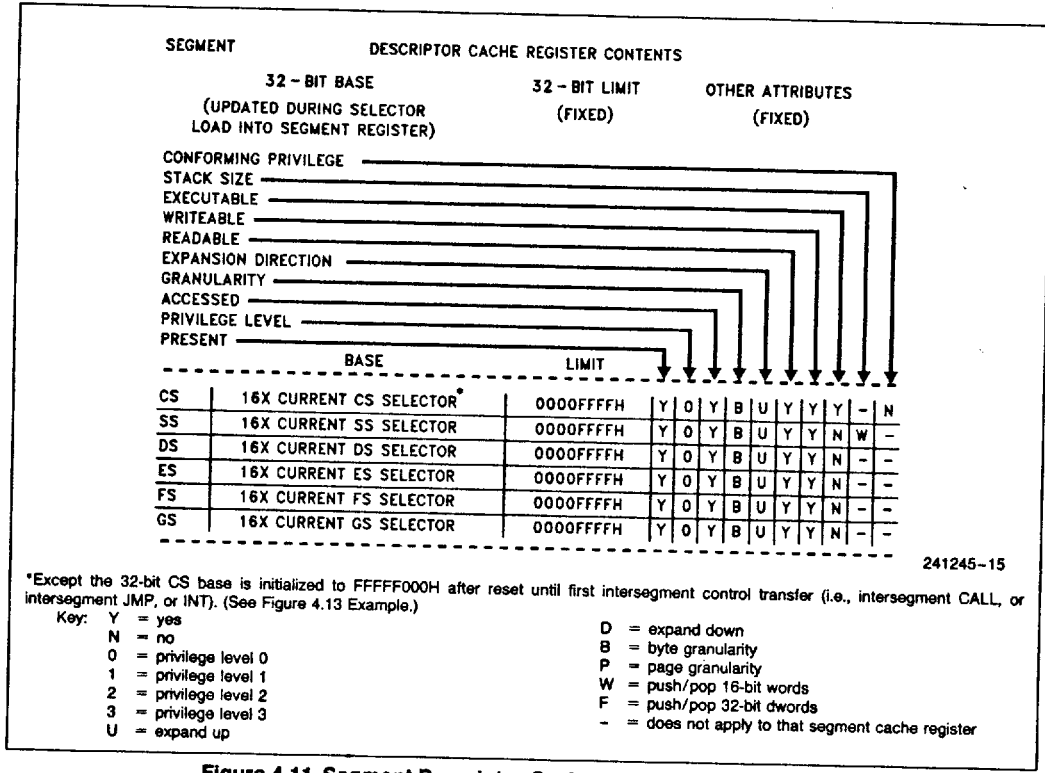 SEGMENT DESCRIPTOR CACHE REGISTER CONTENTS
32 - BIT BASE 32 - BIT LIMIT OTHER ATTRIBUTES
(UPDATED DURING SELECTOR (FIXED) (FIXED)
LOAD INTO SEGMENT REGISTER)
CONFORMING PRIVILEGE
STACK SIZE
EXECUTABLE
WRITEABLE
READABLE
EXPANSION DIRECTION
GRANULARITY
ACCESSED
PRIVILEGE LEVEL
PRESENT
BASE LIMIT
CS 16X CURRENT CS SELECTOR* 0000FFFFH Y 0 Y B U Y Y Y - N
SS 16X CURRENT SS SELECTOR 0000FFFFH Y 0 Y B U Y Y N W -
DS 16X CURRENT DS SELECTOR 0000FFFFH Y 0 Y B U Y Y N - -
ES 16X CURRENT ES SELECTOR 0000FFFFH Y 0 Y B U Y Y N - -
FS 16X CURRENT FS SELECTOR 0000FFFFH Y 0 Y B U Y Y N - -
GS 16X CURRENT GS SELECTOR 0000FFFFH Y 0 Y B U Y Y N - -
241245-15
*Except the 32-bit CS base is initialized to FFFFF000H after reset until first intersegment control transfer (i.e., intersegment CALL, or
intersegment JMP, or INT). (See Figure 4.13 Example.)
Key: Y = yes
N = no
0 = privilege level 0
1 = privilege level 1
2 = privilege level 2
3 = privilege level 3
U = expand up
D = expand down
B = byte granularity
P = page granularity
W = push/pop 16-bit words
F = push/pop 32-bit dwords
- = does not apply to that segment cache register